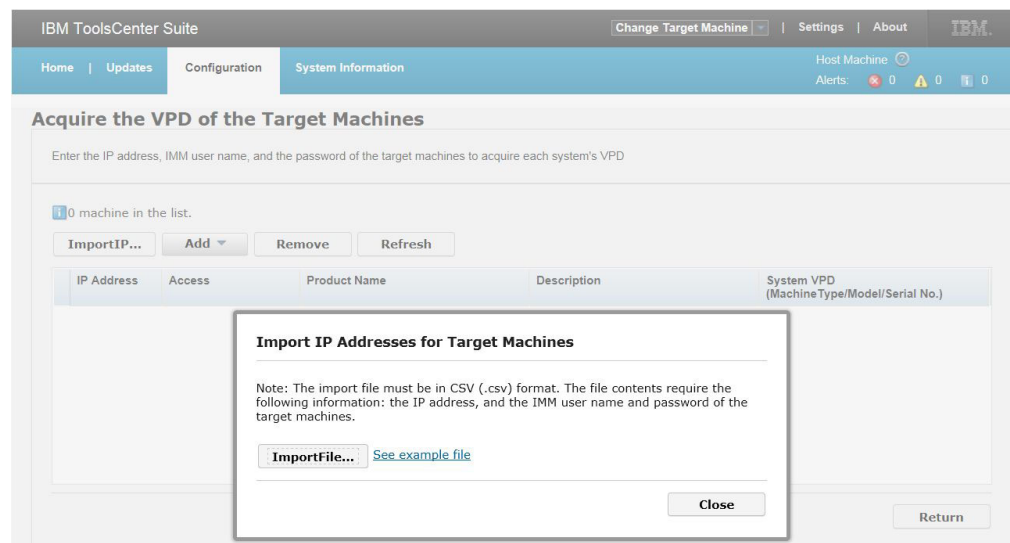 IBM ToolsCenter Suite
Change Target Machine | Settings | About IBM.
Home | Updates Configuration System Information
Host Machine ?
Alerts: 0 0 0
Acquire the VPD of the Target Machines
Enter the IP address, IMM user name, and the password of the target machines to acquire each system's VPD
0 machine in the list.
ImportIP... Add Remove Refresh
IP Address Access Product Name Description System VPD
(MachineType/Model/Serial No.)
Import IP Addresses for Target Machines
Note: The import file must be in CSV (.csv) format. The file contents require the
following information: the IP address, and the IMM user name and password of the
target machines.
ImportFile... See example file
Close
Return